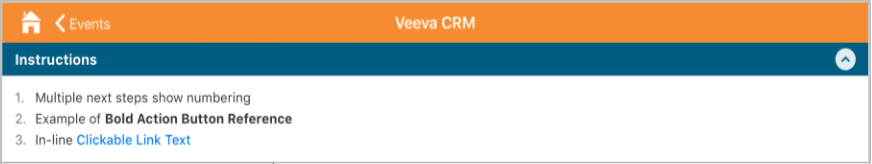 Events
Veeva CRM
Instructions
1. Multiple next steps show numbering
2. Example of Bold Action Button Reference
3. In-line Clickable Link Text